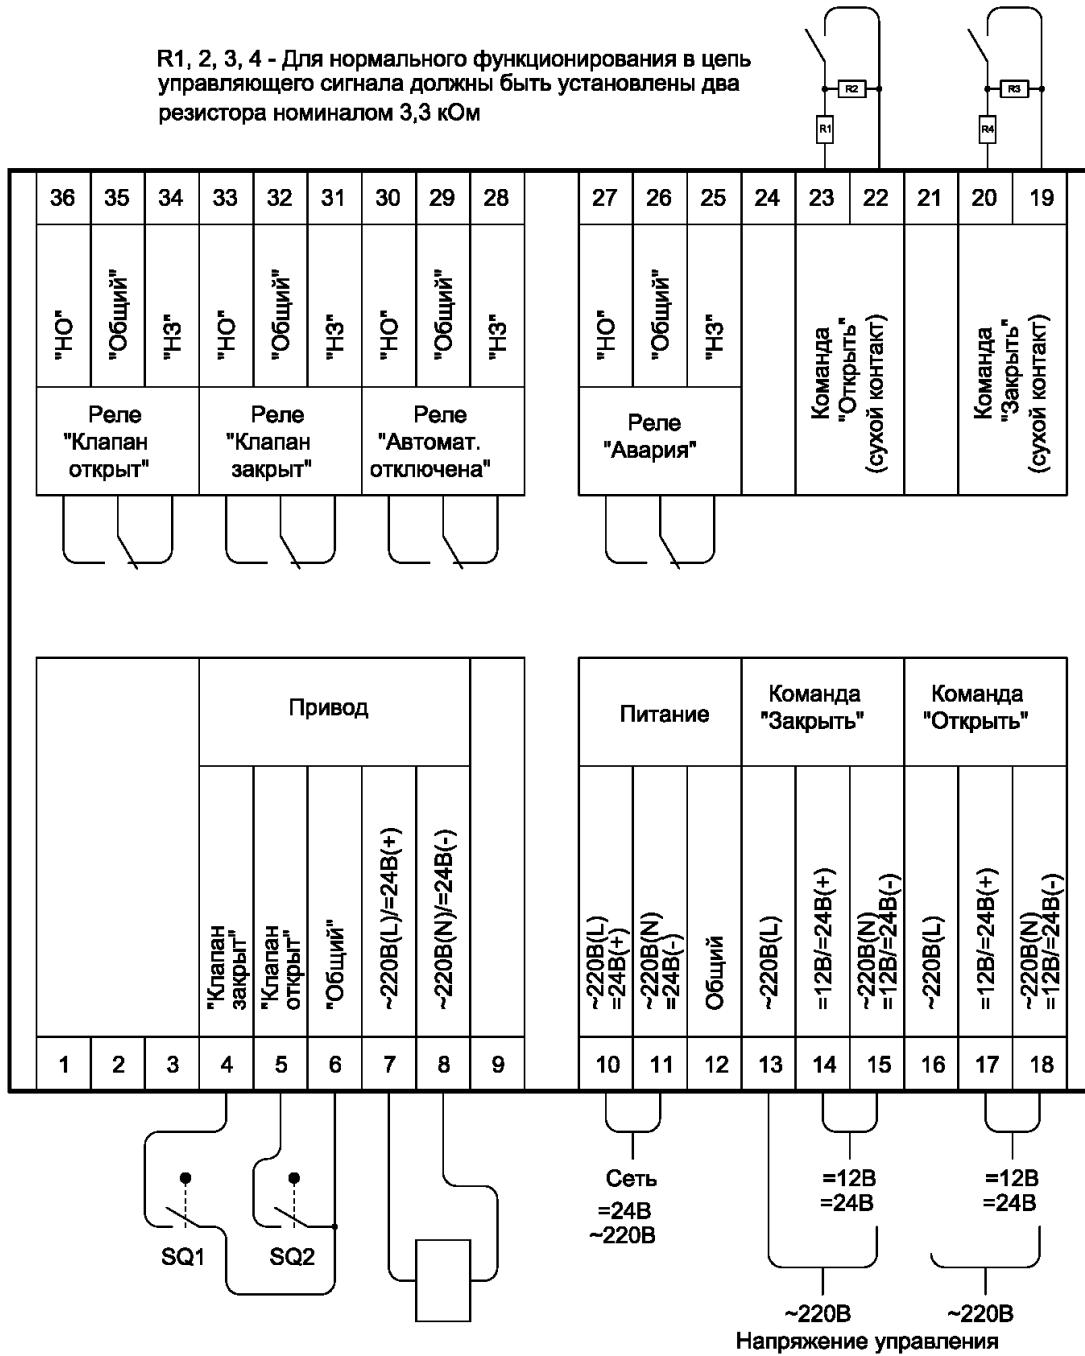 R1, 2, 3, 4 - Для нормального функционирования в цепь
управляющего сигнала должны быть установлены два
резистора номиналом 3,3 кОм
R2
R1
R3
R4
36 35 34 33 32 31 30 29 28 27 26 25 24 23 22 21 20 19
"НО"
"Общий"
"НЗ"
"НО"
"Общий"
"НЗ"
"НО"
"Общий"
"НЗ"
"НО"
"Общий"
"НЗ"
Команда
"Открыть"
(сухой контакт)
Команда
"Закрыть"
(сухой контакт)
Реле
"Клапан
открыт"
Реле
"Клапан
закрыт"
Реле
"Автомат.
отключена"
Реле
"Авария"
Привод
Питание
Команда
"Закрыть"
Команда
"Открыть"
"Клапан
закрыт"
"Клапан
открыт"
"Общий"
~220В(L)/=24В(+)
~220В(N)/=24В(-)
~220В(L)
=24В(+)
~220В(N)
=24В(-)
Общий
~220В(L)
=12В/=24В(+)
~220В(N)
=12В/=24В(-)
~220В(L)
=12В/=24В(+)
~220В(N)
=12В/=24В(-)
1 2 3 4 5 6 7 8 9 10 11 12 13 14 15 16 17 18
SQ1
SQ2
Сеть
=24В
~220В
=12В
=24В
=12В
=24В
~220В
~220В
Напряжение управления